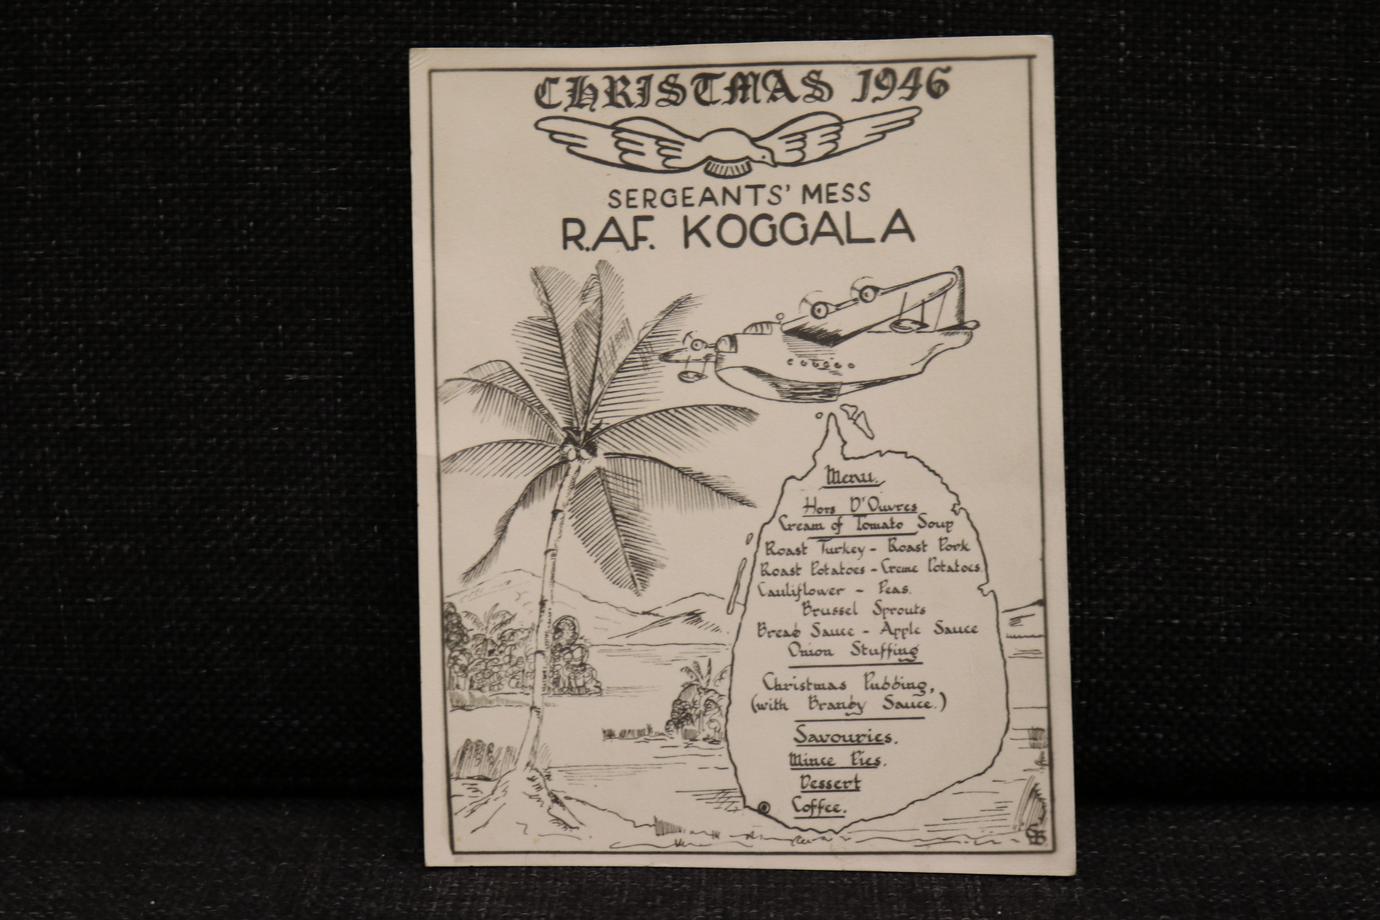 CHRISTMAS 1946
SERGEANTS' MESS
R.A.F. KOGGALA
Menu.
Hors D'Ouvres
Cream of Tomato Soup
Roast Turkey - Roast Pork
Roast Potatoes - Creme Potatoes
Cauliflower - Peas.
Brussel Sprouts
Bread Sauce - Apple Sauce
Onion Stuffing
Christmas Pudding,
(with Brandy Sauce.)
Savouries.
Mince Pies.
Dessert
Coffee.